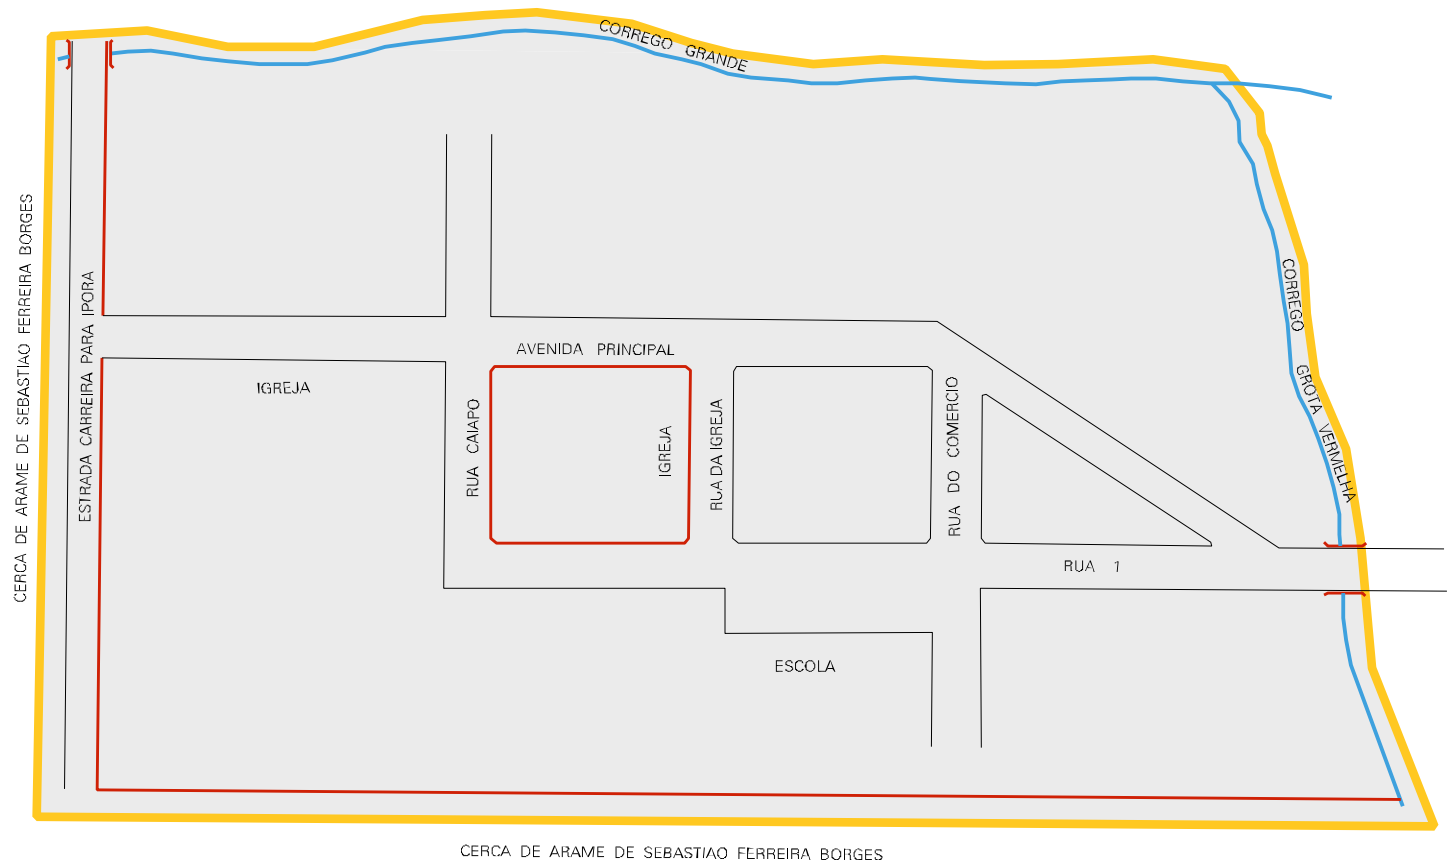 CORREGO GRANDE
CERCA DE ARAME DE SEBASTIAO FERREIRA BORGES
ESTRADA CARREIRA PARA IPORA
CORREGO GROTA VERMELHA
AVENIDA PRINCIPAL
IGREJA
RUA CAIAPO
IGREJA
RUA DA IGREJA
RUA DO COMERCIO
RUA 1
ESCOLA
CERCA DE ARAME DE SEBASTIAO FERREIRA BORGES